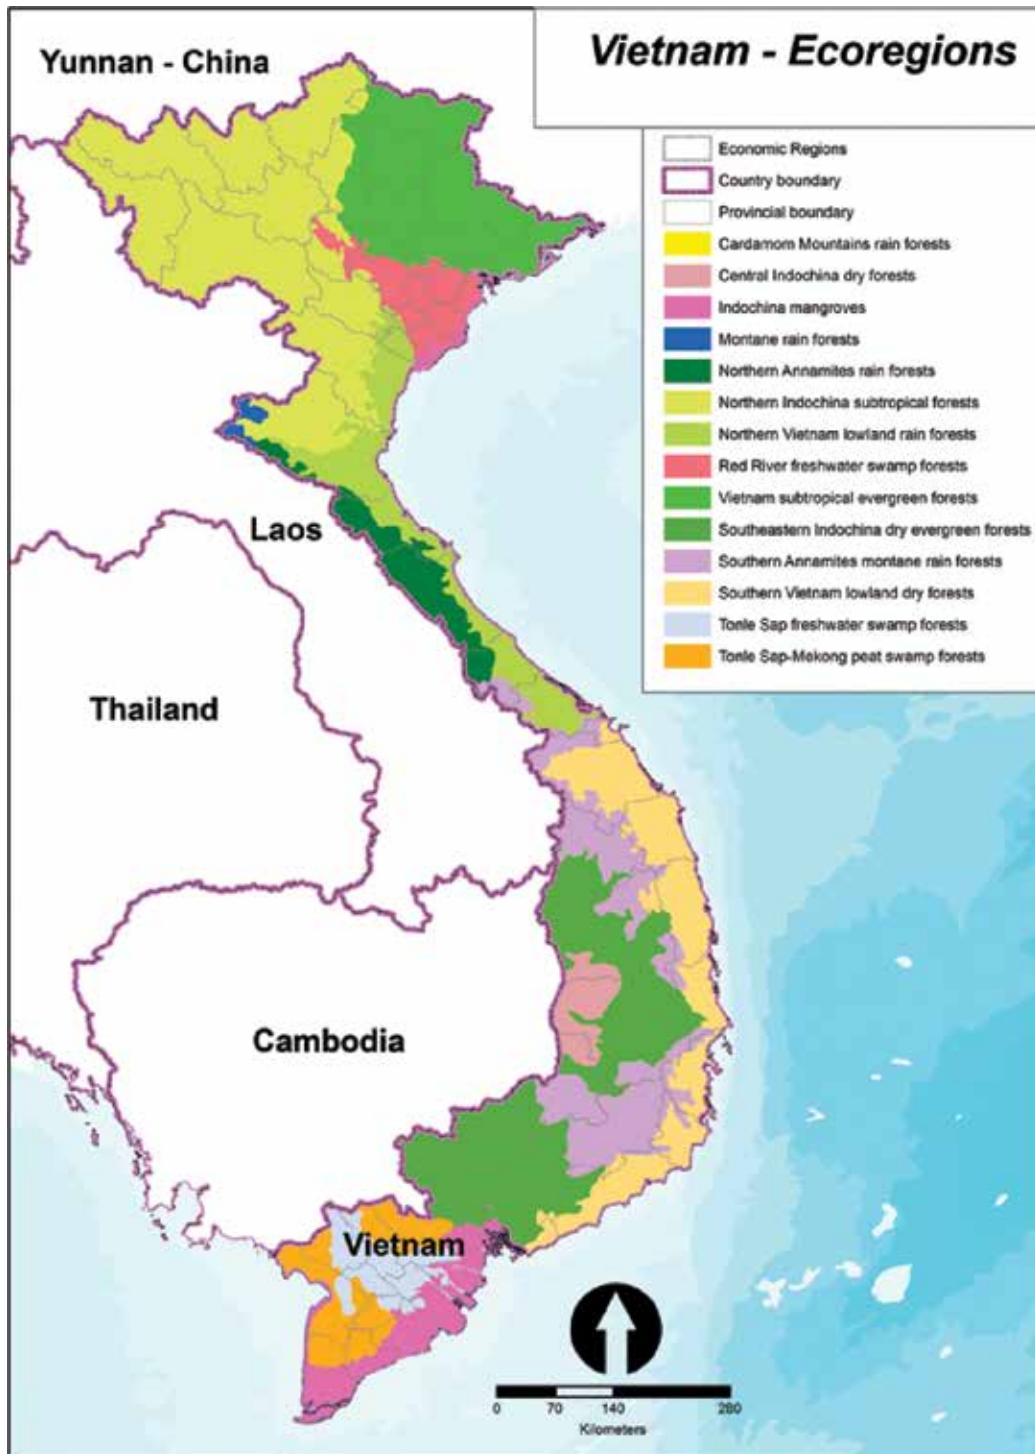 Vietnam - Ecoregions
Yunnan - China
Economic Regions
Country boundary
Provincial boundary
Cardamom Mountains rain forests
Central Indochina dry forests
Indochina mangroves
Montane rain forests
Northern Annamites rain forests
Northern Indochina subtropical forests
Northern Vietnam lowland rain forests
Red River freshwater swamp forests
Vietnam subtropical evergreen forests
Southeastern Indochina dry evergreen forests
Southern Annamites montane rain forests
Southern Vietnam lowland dry forests
Tonle Sap freshwater swamp forests
Tonle Sap-Mekong peat swamp forests
Laos
Thailand
Cambodia
Vietnam
0 70 140 280
Kilometers